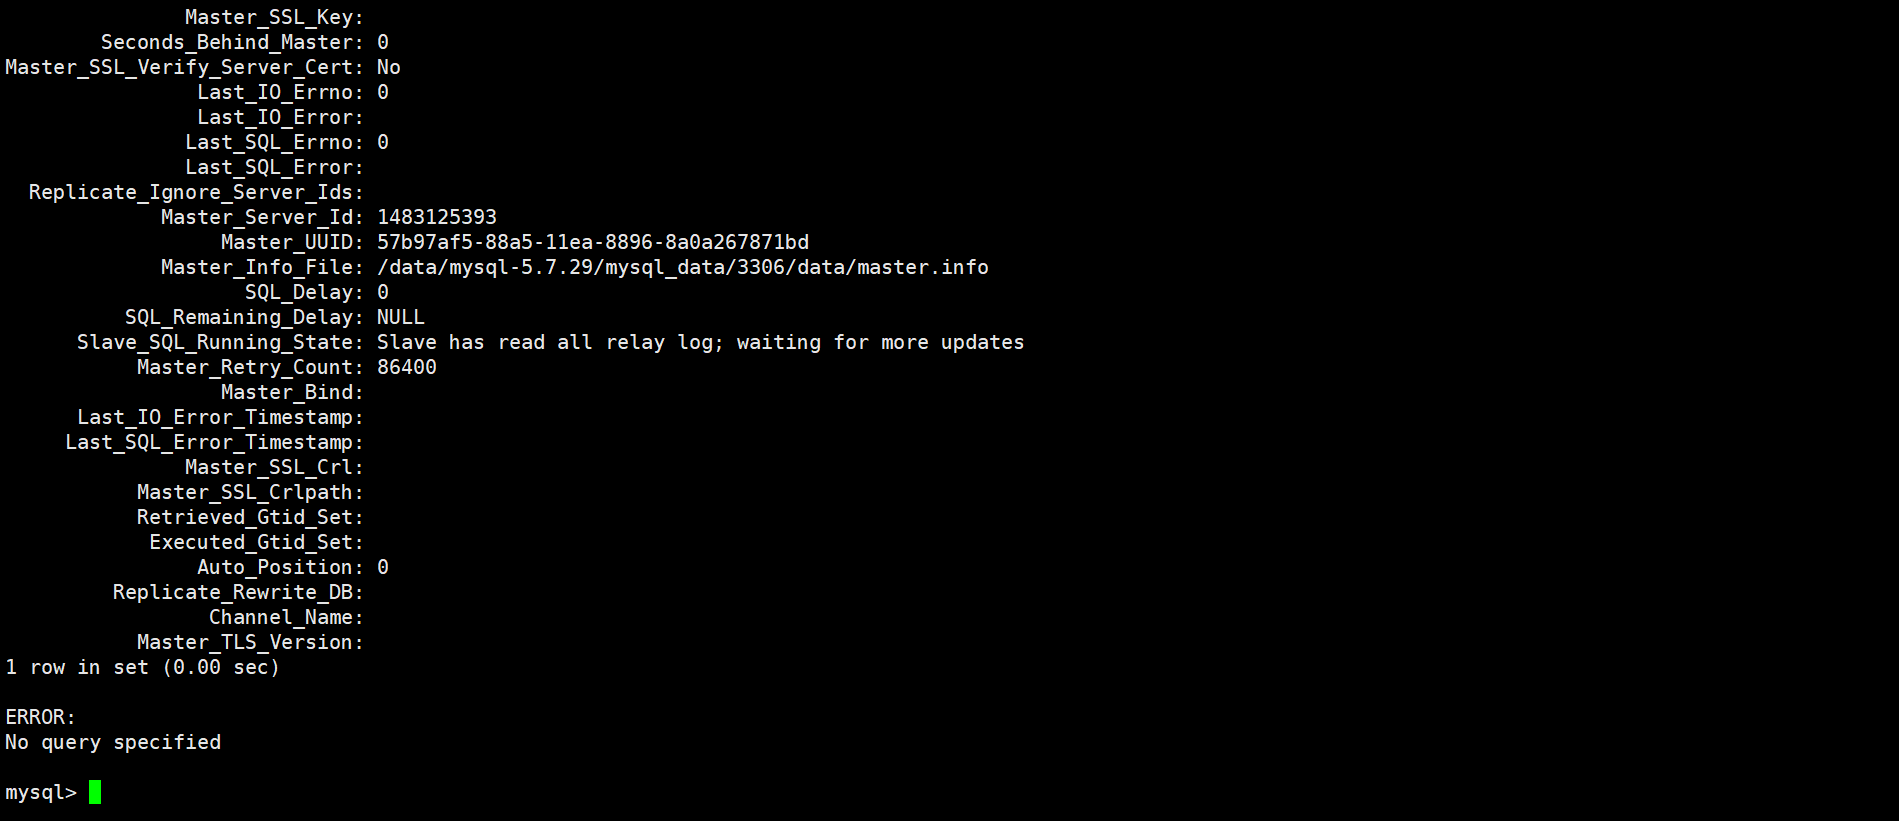 Master_SSL_Key:
Seconds_Behind_Master: 0
Master_SSL_Verify_Server_Cert: No
Last_IO_Errno: 0
Last_IO_Error:
Last_SQL_Errno: 0
Last_SQL_Error:
Replicate_Ignore_Server_Ids:
Master_Server_Id: 1483125393
Master_UUID: 57b97af5-88a5-11ea-8896-8a0a267871bd
Master_Info_File: /data/mysql-5.7.29/mysql_data/3306/data/master.info
SQL_Delay: 0
SQL_Remaining_Delay: NULL
Slave_SQL_Running_State: Slave has read all relay log; waiting for more updates
Master_Retry_Count: 86400
Master_Bind:
Last_IO_Error_Timestamp:
Last_SQL_Error_Timestamp:
Master_SSL_Crl:
Master_SSL_Crlpath:
Retrieved_Gtid_Set:
Executed_Gtid_Set:
Auto_Position: 0
Replicate_Rewrite_DB:
Channel_Name:
Master_TLS_Version:
1 row in set (0.00 sec)
ERROR:
No query specified
mysql>